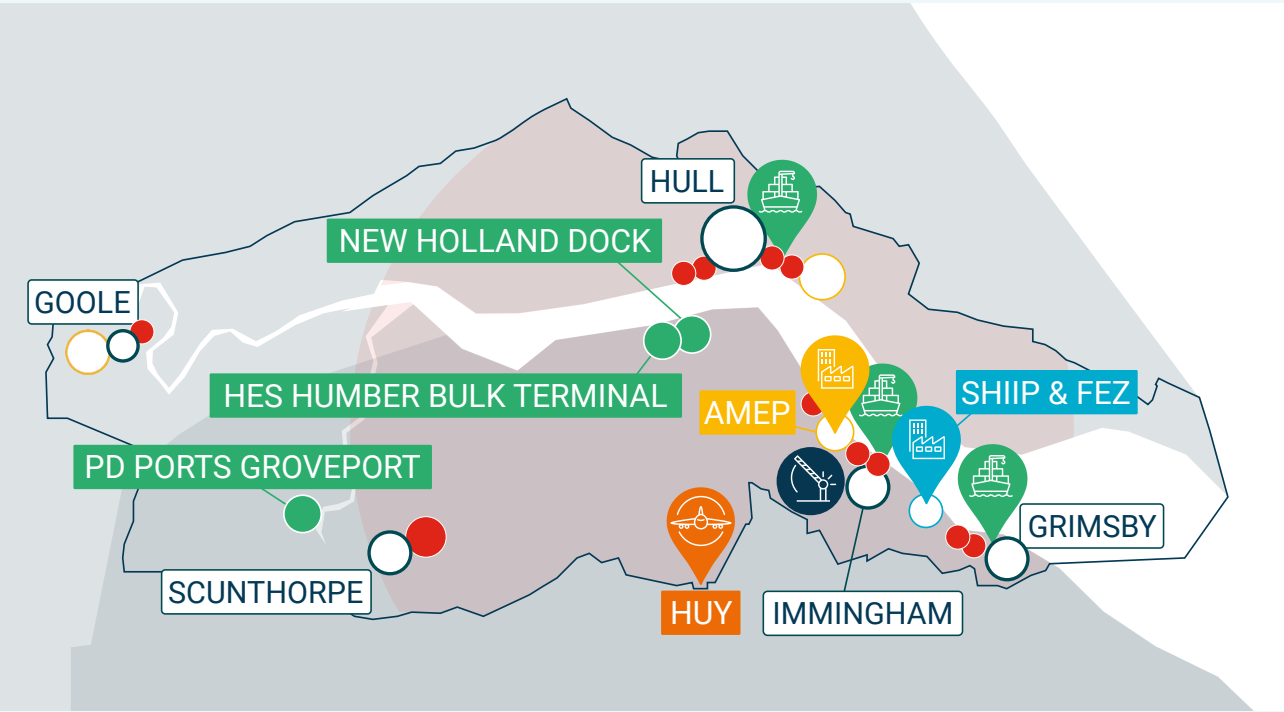 HULL
NEW HOLLAND DOCK
GOOLE
HES HUMBER BULK TERMINAL
SHIIP & FEZ
AMEP
PD PORTS GROVEPORT
GRIMSBY
SCUNTHORPE
HUY
IMMINGHAM